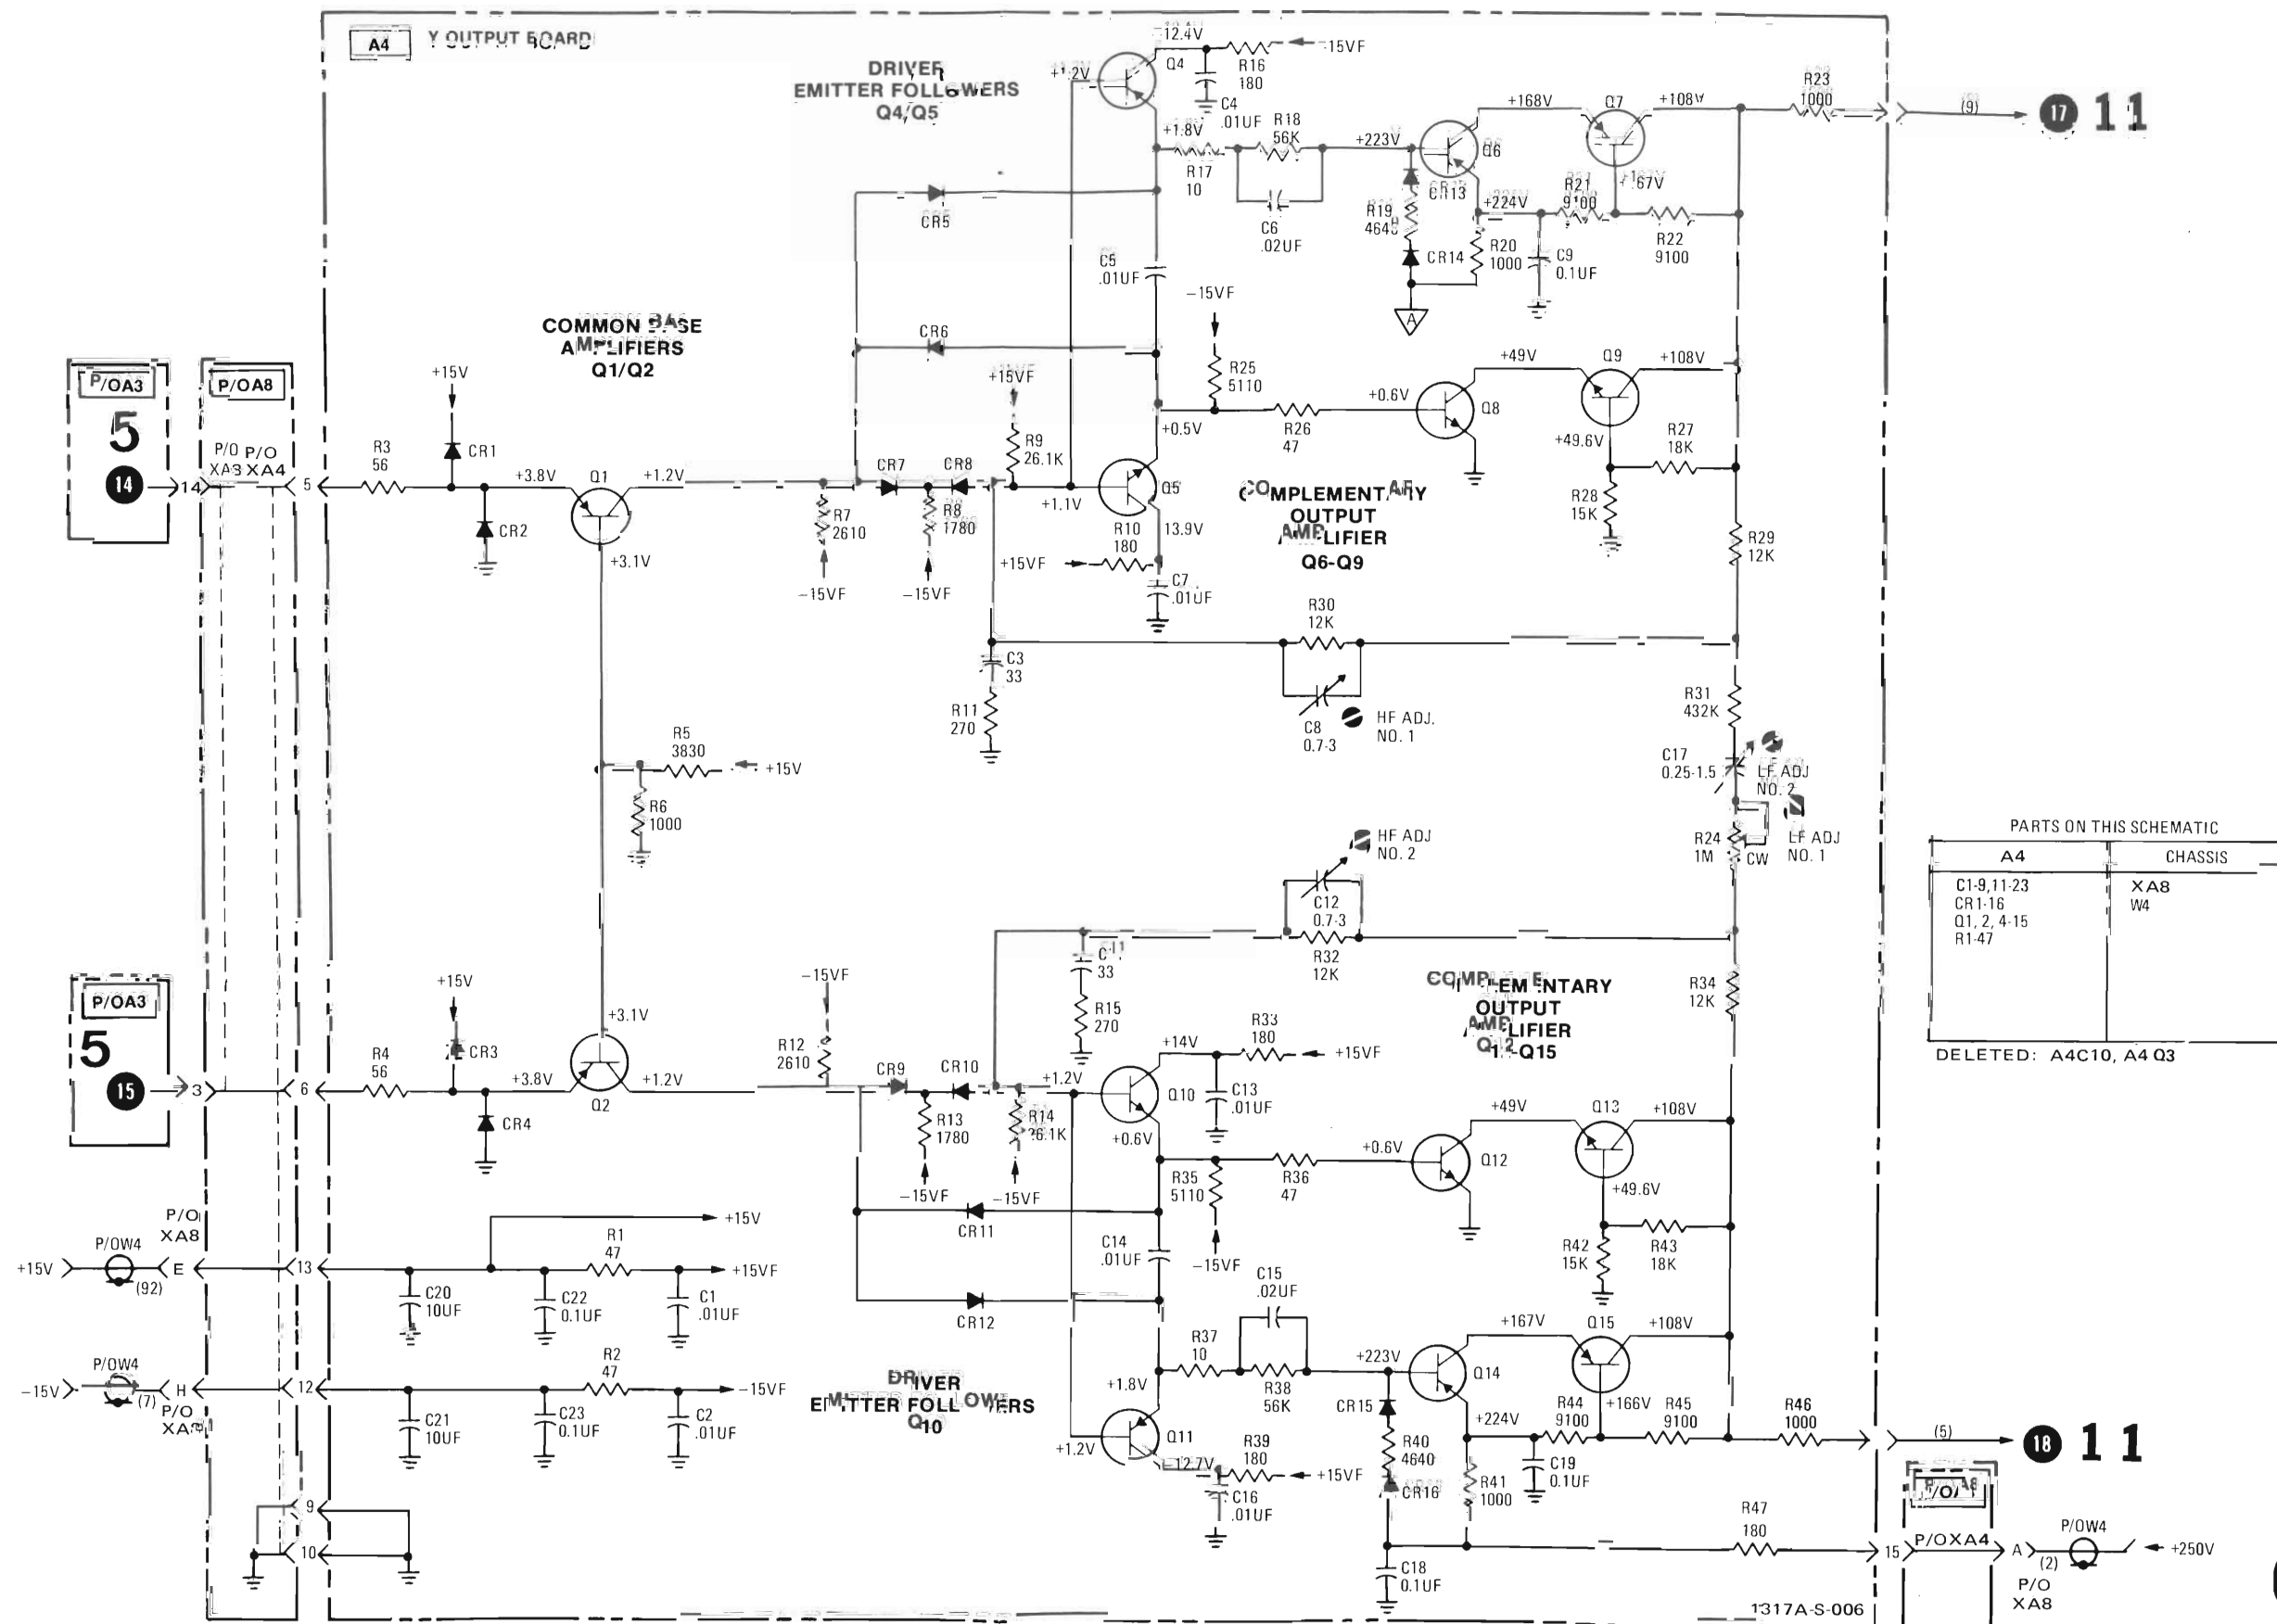 A4
Y OUTPUT BOARD
DRIVER
EMITTER FOLLOWERS
Q4/Q5
-12.4V
Q4
R16
180
-15VF
C4
.01UF
R18
56K
+1.8V
R17
10
C6
.02UF
+223V
Q6
+168V
Q7
+108V
R23
1000
(9)
17
11
CR13
R19
4640
CR14
A
+224V
R20
1000
R21
9100
C9
0.1UF
R22
9100
CR5
C5
.01UF
CR6
-15VF
R25
5110
COMMON BASE
AMPLIFIERS
Q1/Q2
P/OA3
5
14
P/OA8
P/O
XA3
P/O
XA4
14
5
R3
56
+15V
CR1
CR2
+3.8V
Q1
+1.2V
+3.1V
R7
2610
-15VF
CR7
CR8
R8
1780
-15VF
+15VF
R9
26.1K
+1.1V
Q5
+0.5V
R10
180
13.9V
+15VF
C7
.01UF
R26
47
+0.6V
Q8
+49V
Q9
+108V
+49.6V
R27
18K
R28
15K
COMPLEMENTARY
OUTPUT
AMPLIFIER
Q6-Q9
R29
12K
R30
12K
C8
0.7-3
HF ADJ.
NO. 1
C3
33
R11
270
R5
3830
+15V
R6
1000
R31
432K
C17
0.25-1.5
LF ADJ
NO. 2
R24
1M
CW
LF ADJ
NO. 1
HF ADJ
NO. 2
C12
0.7-3
R32
12K
33
R15
270
R34
12K
PARTS ON THIS SCHEMATIC
A4
CHASSIS
C1-9,11-23
CR1-16
Q1, 2, 4-15
R1-47
XA8
W4
DELETED: A4C10, A4 Q3
P/OA3
5
15
3
6
R4
56
+15V
CR3
CR4
+3.8V
+3.1V
Q2
+1.2V
-15VF
R12
2610
CR9
CR10
R13
1780
-15VF
R14
26.1K
-15VF
+1.2V
Q10
+14V
R33
180
+15VF
C13
.01UF
+0.6V
COMPLEMENTARY
OUTPUT
AMPLIFIER
Q12-Q15
R35
5110
-15VF
R36
47
+0.6V
Q12
+49V
Q13
+108V
+49.6V
R42
15K
R43
18K
CR11
C14
.01UF
CR12
C15
.02UF
R37
10
R38
56K
+1.8V
Q11
+1.2V
-12.7V
R39
180
+15VF
C16
.01UF
+223V
Q14
+167V
Q15
+108V
CR15
R40
4640
CR16
+224V
R41
1000
R44
9100
+166V
R45
9100
C19
0.1UF
R46
1000
(5)
18
11
R47
180
15
P/OXA4
A
(2)
P/OW4
+250V
P/O
XA8
C18
0.1UF
P/O
XA8
P/OW4
+15V
E
(92)
13
R1
47
+15V
+15VF
C20
10UF
C22
0.1UF
C1
.01UF
P/OW4
-15V
H
(7)
P/O
XA8
12
R2
47
-15VF
C21
10UF
C23
0.1UF
C2
.01UF
DRIVER
EMITTER FOLLOWERS
9
10
1317A-S-006